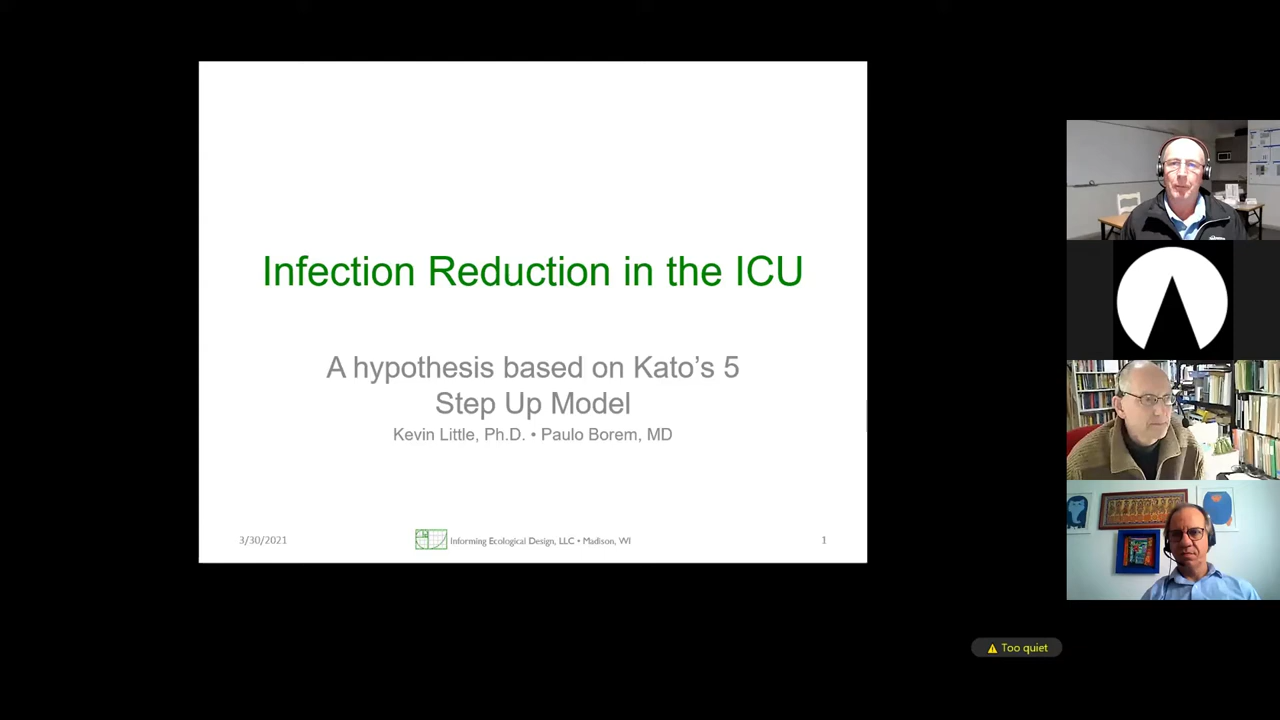 Infection Reduction in the ICU
A hypothesis based on Kato's 5
Step Up Model
Kevin Little, Ph.D. • Paulo Borem, MD
3/30/2021
Informing Ecological Design, LLC • Madison, WI
1
Too quiet